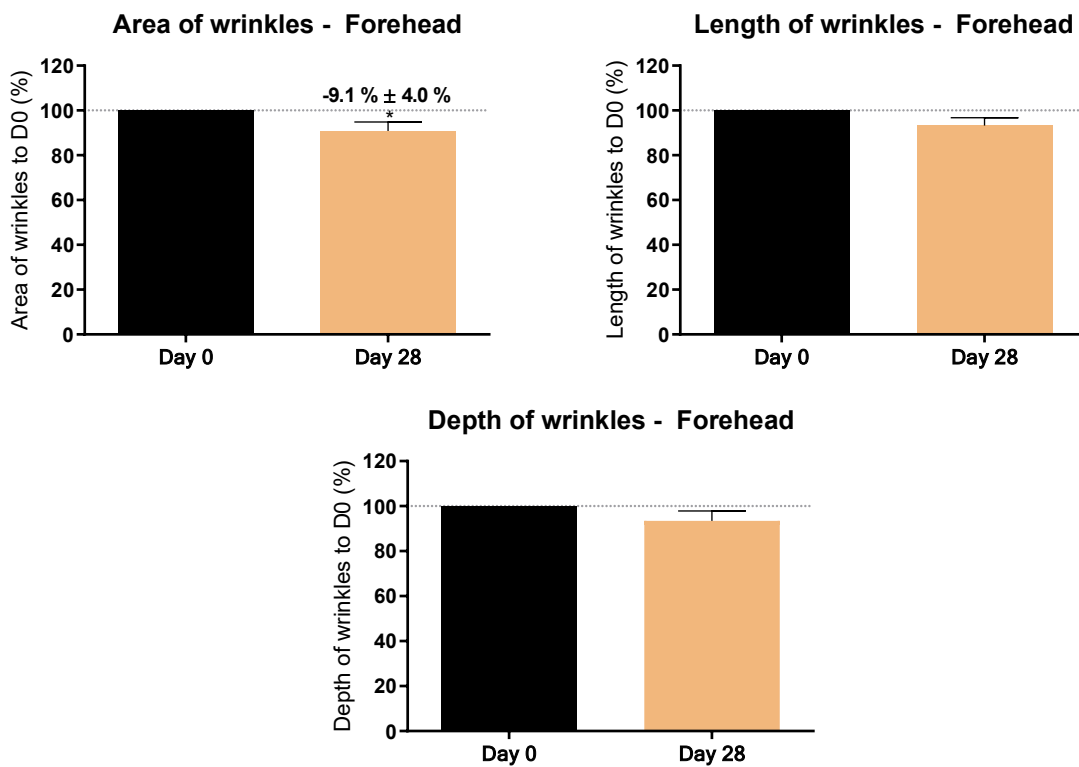 Area of wrinkles -  Forehead
Area of wrinkles to D0 (%)
120
100
80
60
40
20
0
-9.1 % ± 4.0 %
*
Day 0
Day 28
Length of wrinkles -  Forehead
Length of wrinkles to D0 (%)
120
100
80
60
40
20
0
Day 0
Day 28
Depth of wrinkles -  Forehead
Depth of wrinkles to D0 (%)
120
100
80
60
40
20
0
Day 0
Day 28